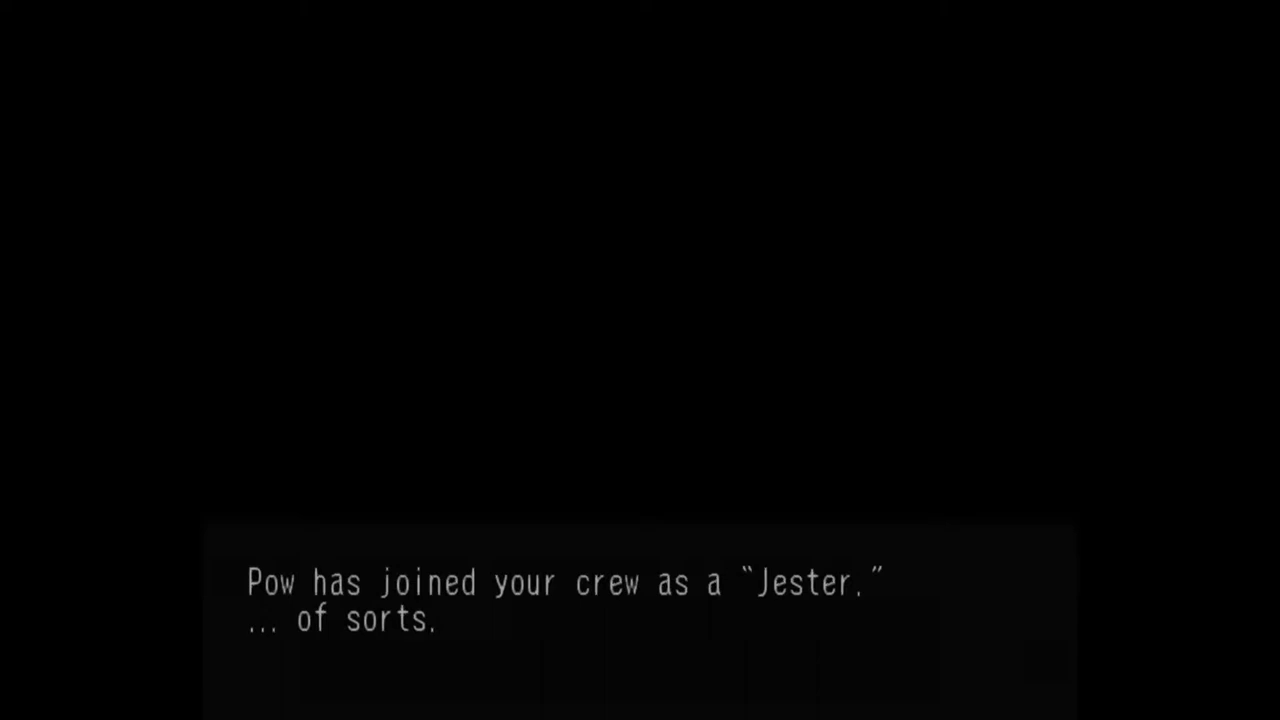 Pow has joined your crew as a “Jester.”
... of sorts.